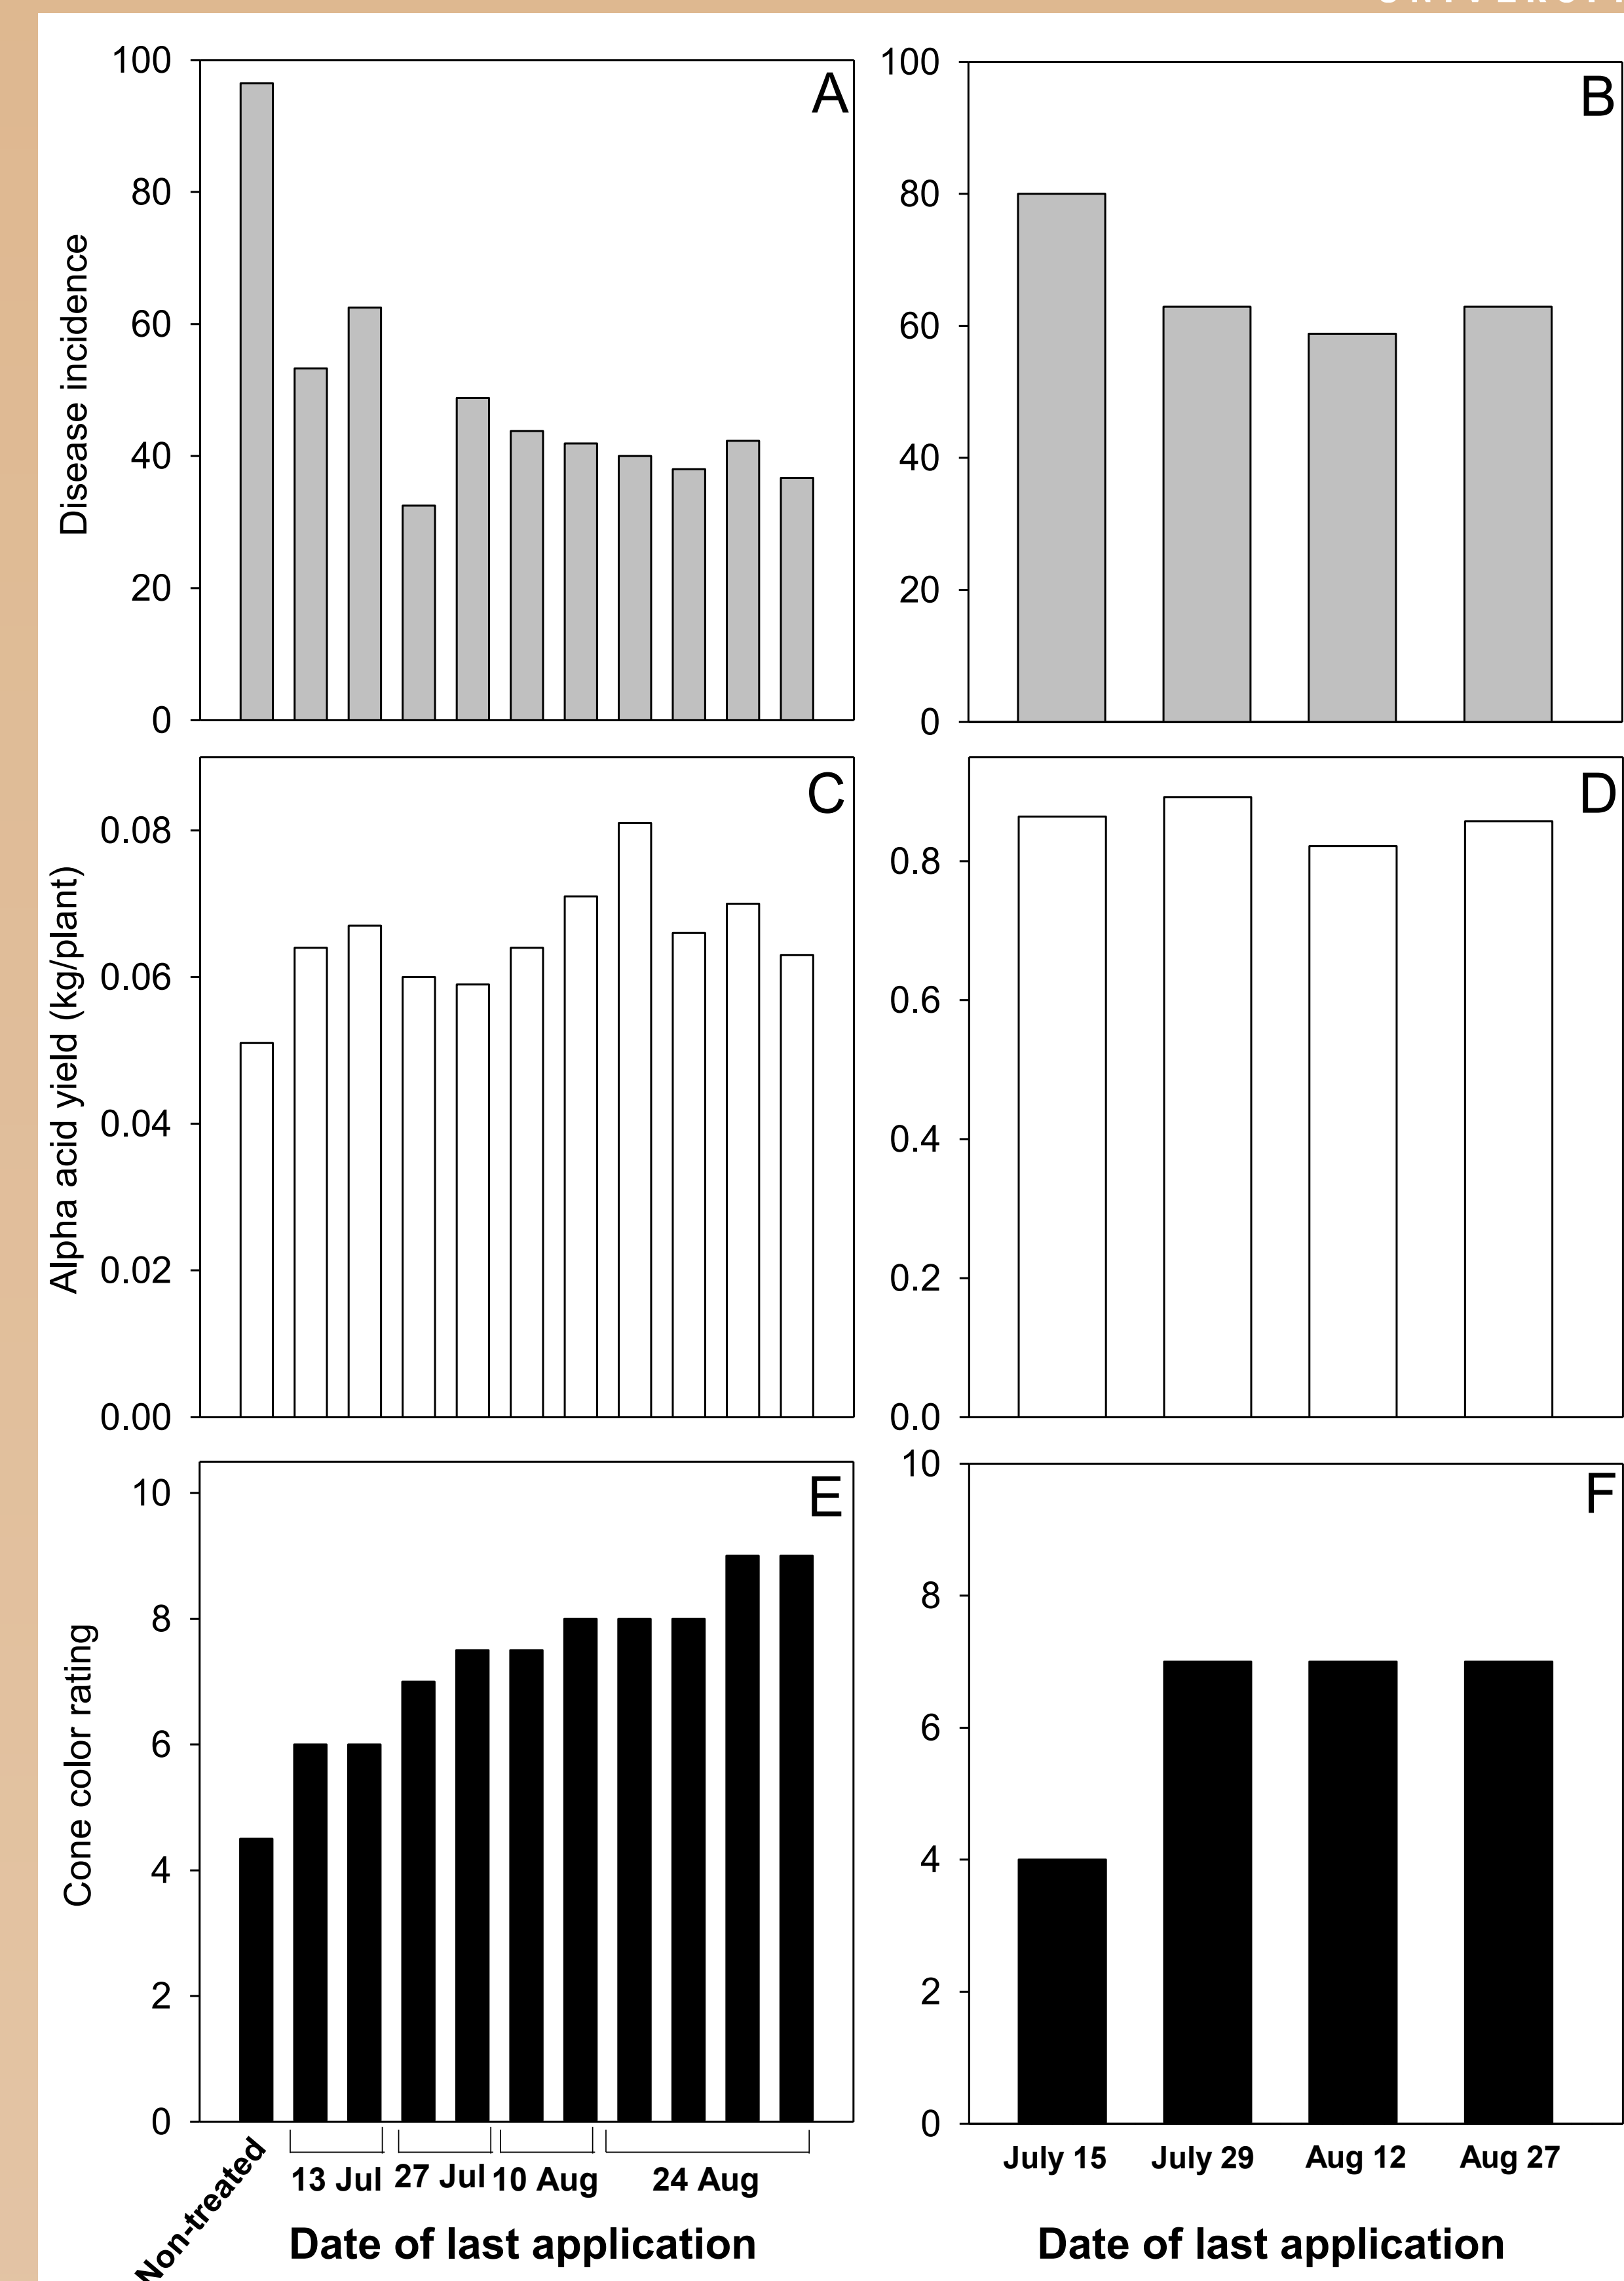 A
100
80
60
40
20
0
Disease incidence
B
100
80
60
40
20
0
C
0.08
0.06
0.04
0.02
0.00
Alpha acid yield (kg/plant)
D
0.8
0.6
0.4
0.2
0.0
E
10
8
6
4
2
0
Cone color rating
F
10
8
6
4
2
0
Non-treated
13 Jul 27 Jul 10 Aug 24 Aug
Date of last application
July 15 July 29 Aug 12 Aug 27
Date of last application